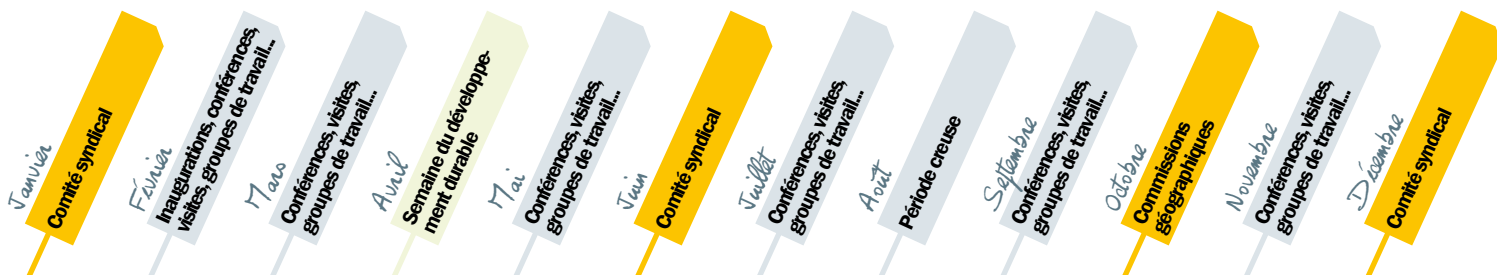 Janvier
Comité syndical
Février
Inaugurations, conférences,
visites, groupes de travail...
Mars
Conférences, visites,
groupes de travail...
Avril
Semaine du développe-
ment durable
Mai
Conférences, visites,
groupes de travail...
Juin
Comité syndical
Juillet
Conférences, visites,
groupes de travail...
Août
Période creuse
Septembre
Conférences, visites,
groupes de travail...
Octobre
Commissions
géographiques
Novembre
Conférences, visites,
groupes de travail...
Décembre
Comité syndical